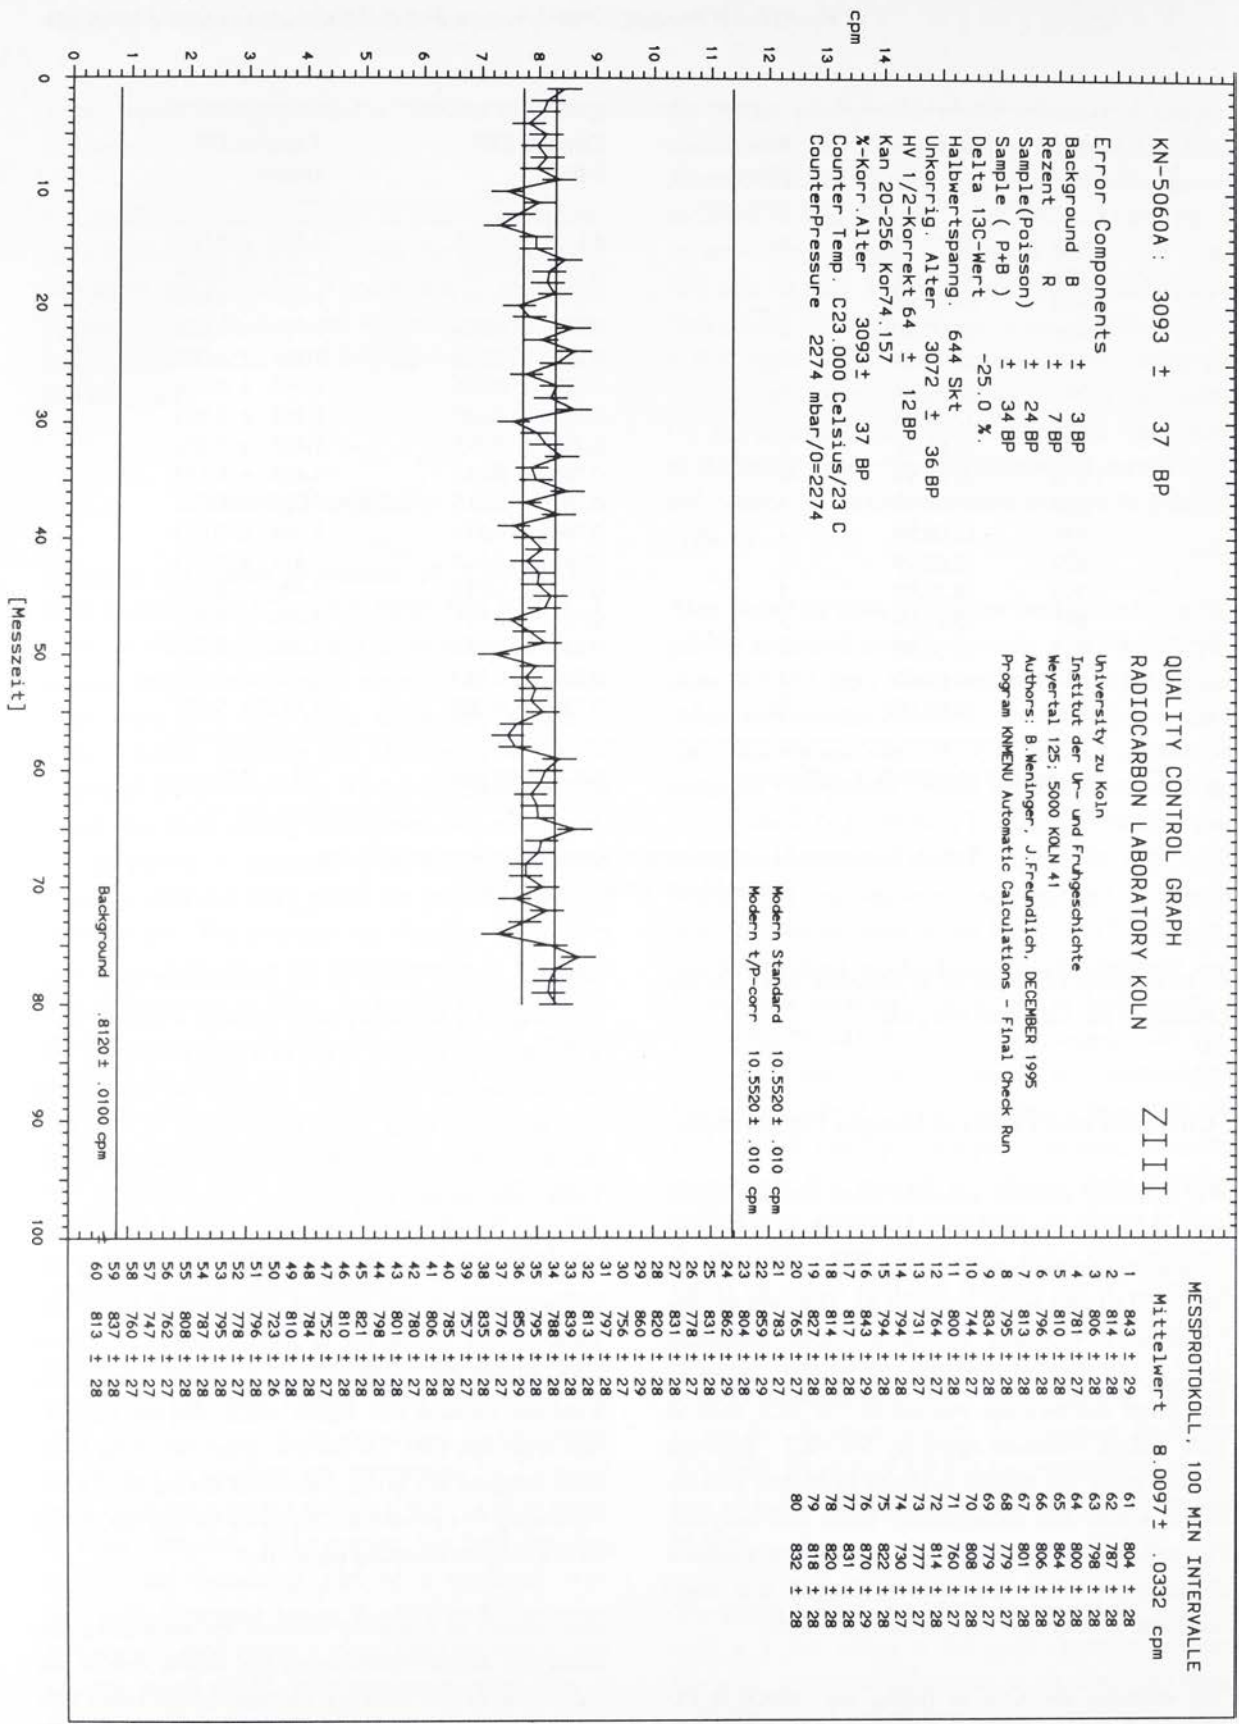 KN-5060A: 3093 ± 37 BP
Error Components
Background B ± 3 BP
Rezent R ± 7 BP
Sample(Poisson) ± 24 BP
Sample ( P+B ) ± 34 BP
Delta 13C-Wert -25.0 %.
Halbwertspanng. 644 Skt
Unkorrig. Alter 3072 ± 36 BP
HV 1/2-Korrekt 64 ± 12 BP
Kan 20-256 Kor74.157
%-Korr.Alter 3093± 37 BP
Counter Temp. C23.000 Celsius/23 C
CounterPressure 2274 mbar/0=2274
QUALITY CONTROL GRAPH
RADIOCARBON LABORATORY KOLN
ZIII
University zu Koln
Institut der Ur- und Fruhgeschichte
Weyertal 125; 5000 KOLN 41
Authors: B.Weninger, J.Freundlich, DECEMBER 1995
Program KNMENU Automatic Calculations - Final Check Run
Modern Standard 10.5520 ± .010 cpm
Modern t/P-corr 10.5520 ± .010 cpm
Background .8120 ± .0100 cpm
cpm
14
13
12
11
10
9
8
7
6
5
4
3
2
1
0
0 10 20 30 40 50 60 70 80 90 100
[Messzeit]
MESSPROTOKOLL, 100 MIN INTERVALLE
Mittelwert 8.0097± .0332 cpm
1 843 ± 29 61 804 ± 28
2 814 ± 28 62 787 ± 28
3 806 ± 28 63 798 ± 28
4 781 ± 27 64 800 ± 28
5 810 ± 28 65 864 ± 29
6 796 ± 28 66 806 ± 28
7 813 ± 28 67 801 ± 28
8 795 ± 28 68 779 ± 27
9 834 ± 28 69 779 ± 27
10 744 ± 27 70 808 ± 28
11 800 ± 28 71 760 ± 27
12 764 ± 27 72 814 ± 28
13 731 ± 27 73 777 ± 27
14 794 ± 28 74 730 ± 27
15 794 ± 28 75 822 ± 28
16 843 ± 29 76 870 ± 29
17 817 ± 28 77 831 ± 28
18 814 ± 28 78 820 ± 28
19 827 ± 28 79 818 ± 28
20 765 ± 27 80 832 ± 28
21 783 ± 27
22 859 ± 29
23 804 ± 28
24 862 ± 29
25 831 ± 28
26 778 ± 27
27 831 ± 28
28 820 ± 28
29 862 ± 29
30 756 ± 27
31 797 ± 28
32 813 ± 28
33 839 ± 28
34 788 ± 28
35 795 ± 28
36 850 ± 29
37 776 ± 27
38 835 ± 28
39 757 ± 27
40 785 ± 28
41 806 ± 28
42 780 ± 27
43 801 ± 28
44 798 ± 28
45 821 ± 28
46 810 ± 28
47 752 ± 27
48 784 ± 28
49 810 ± 28
50 723 ± 26
51 796 ± 28
52 778 ± 27
53 795 ± 28
54 787 ± 28
55 808 ± 28
56 762 ± 27
57 747 ± 27
58 760 ± 27
59 837 ± 28
60 813 ± 28